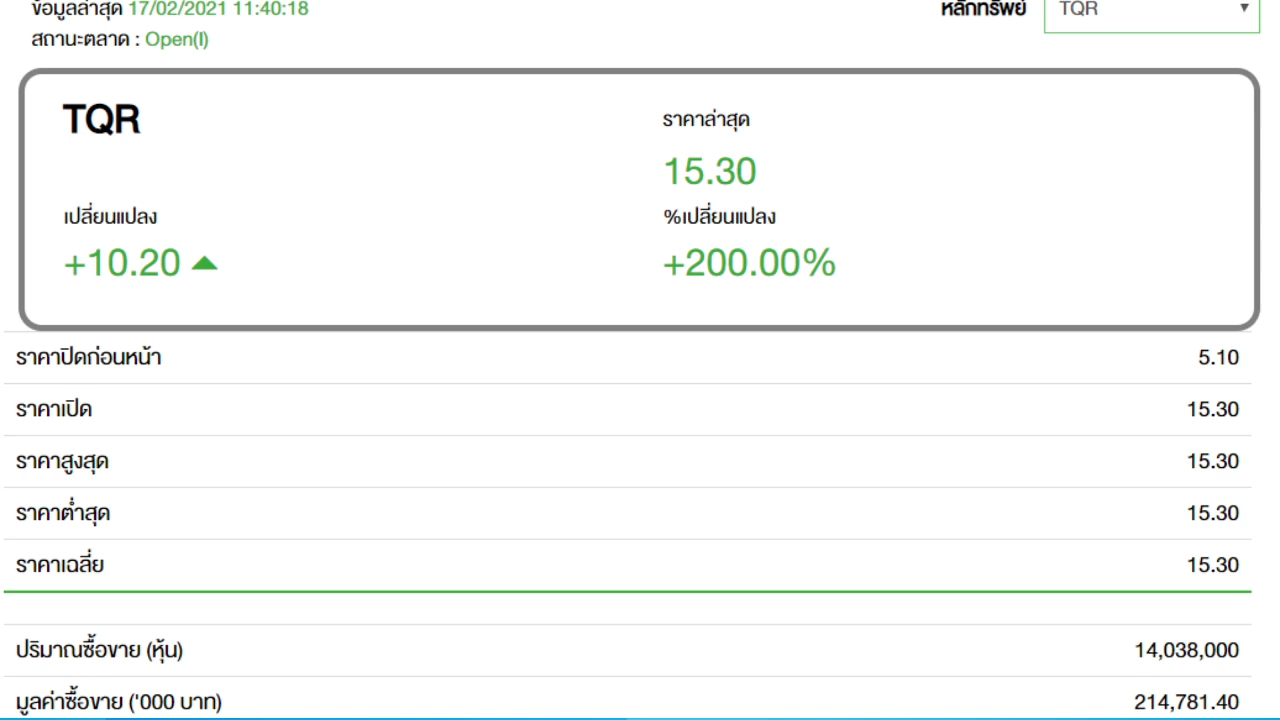 ข้อมูลล่าสุด 17/02/2021 11:40:18
หลักทรัพย์ TQR
สถานะตลาด : Open(I)
TQR
ราคาล่าสุด
15.30
เปลี่ยนแปลง
%เปลี่ยนแปลง
+10.20
+200.00%
ราคาปิดก่อนหน้า 5.10
ราคาเปิด 15.30
ราคาสูงสุด 15.30
ราคาต่ำสุด 15.30
ราคาเฉลี่ย 15.30
ปริมาณซื้อขาย (หุ้น) 14,038,000
มูลค่าซื้อขาย ('000 บาท) 214,781.40